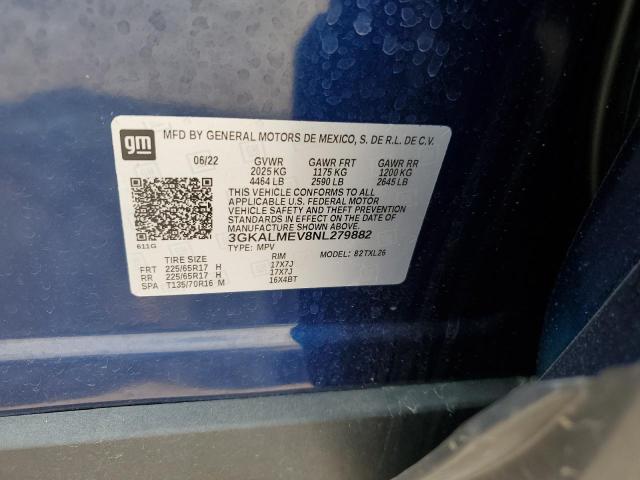 gm
MFD BY GENERAL MOTORS DE MEXICO, S. DE R.L. DE C.V.
06/22 GVWR GAWR FRT GAWR RR
2025 KG 1175 KG 1200 KG
4464 LB 2590 LB 2645 LB
THIS VEHICLE CONFORMS TO ALL
APPLICABLE U.S. FEDERAL MOTOR
VEHICLE SAFETY AND THEFT PREVENTION
STANDARDS IN EFFECT ON THE DATE OF
MANUFACTURE SHOWN ABOVE.
611G
3GKALMEV8NL279882
TYPE: MPV MODEL: 82TXL26
TIRE SIZE RIM
FRT 225/65R17 H 17X7J
RR 225/65R17 H 17X7J
SPA T135/70R16 M 16X4BT